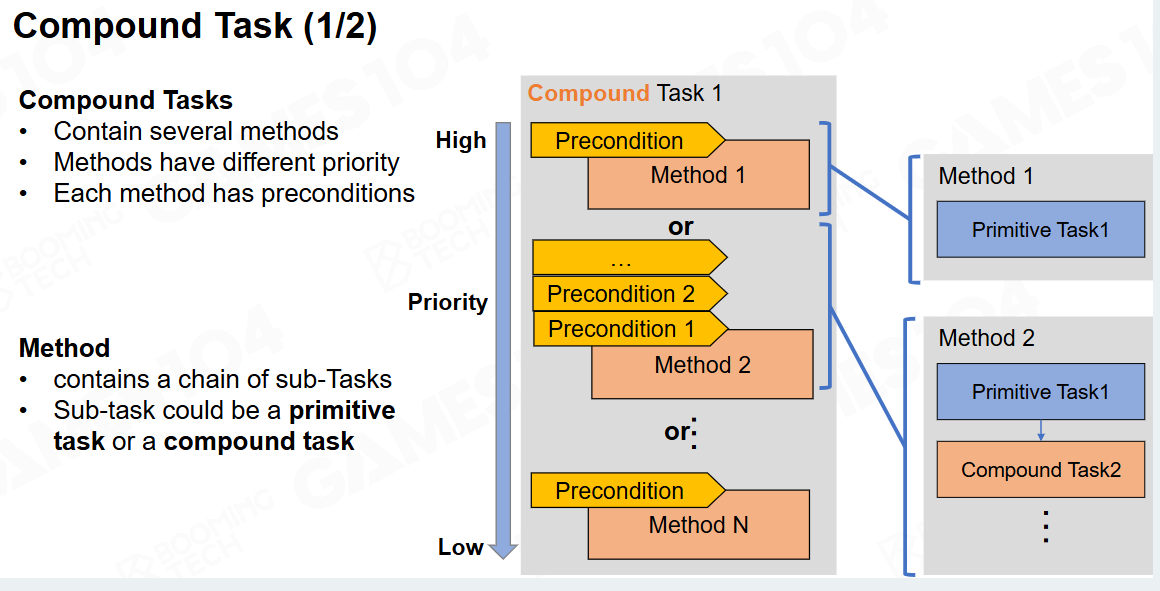 Compound Task (1/2)
Compound Tasks
• Contain several methods
• Methods have different priority
• Each method has preconditions
Method
• contains a chain of sub-Tasks
• Sub-task could be a primitive
task or a compound task
High
Priority
Low
Compound Task 1
Precondition
Method 1
or
...
Precondition 2
Precondition 1
Method 2
or⋮
Precondition
Method N
Method 1
Primitive Task1
Method 2
Primitive Task1
Compound Task2
⋮
GAMES104
BOOMING
TECH